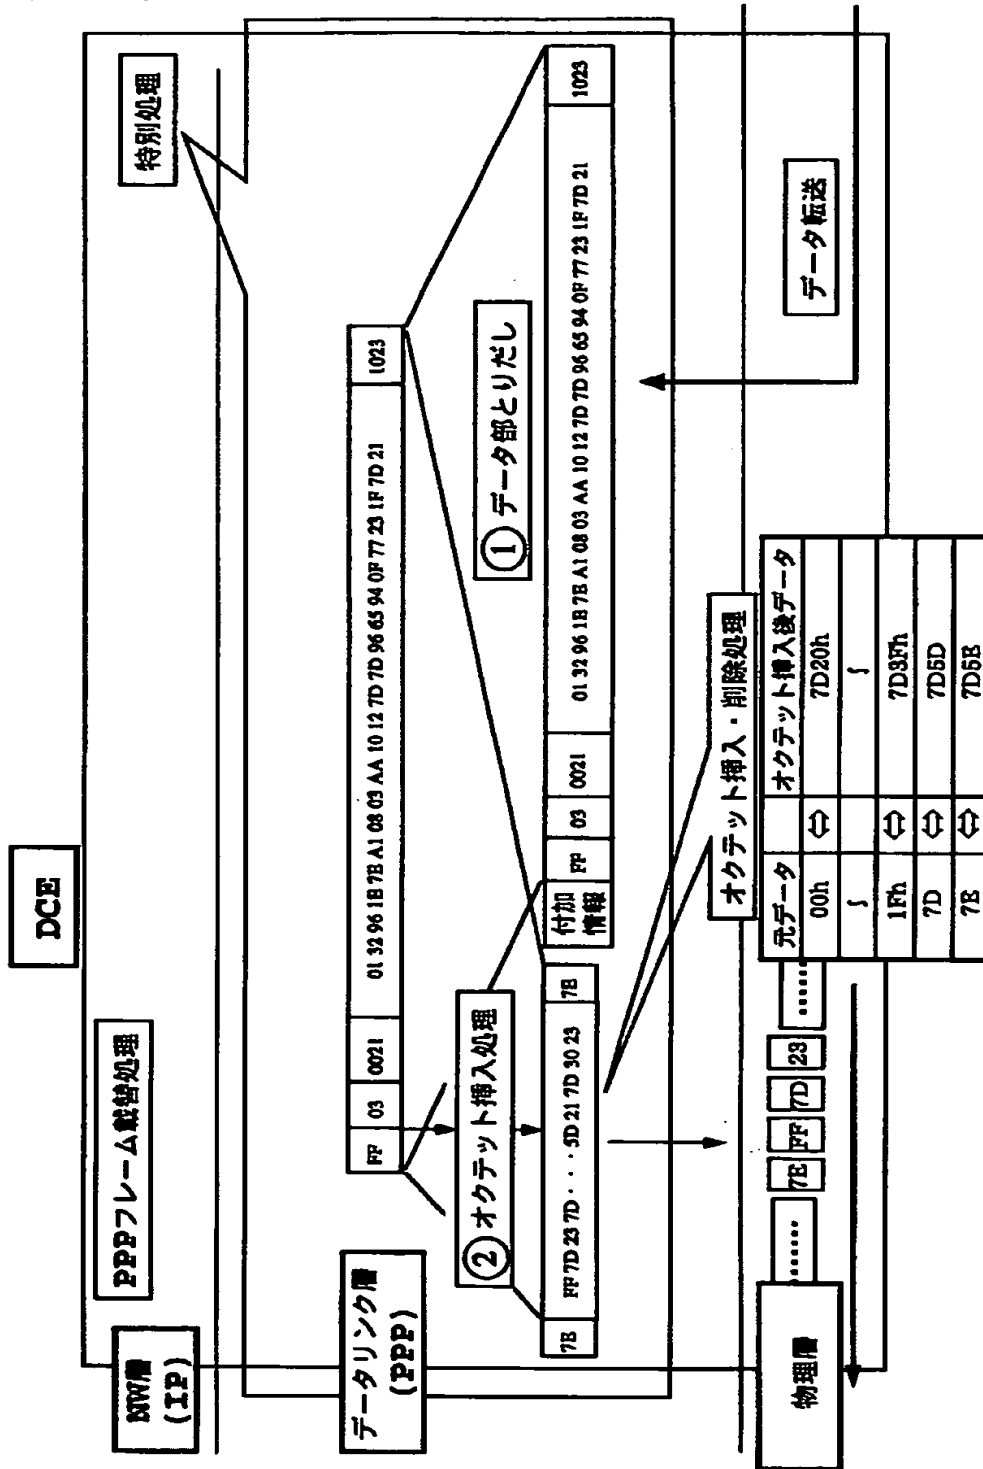 DCE
PPPフレーム載替処理
特別処理
NW層
(IP)
データリンク層
(PPP)
物理層
FF 03 0021 01 32 96 1B 7B A1 08 03 AA 10 12 7D 7D 96 65 94 0F 77 23 1F 7D 21 1023
① データ部とりだし
② オクテット挿入処理
7E FF 7D 23 7D・・・5D 21 7D 30 23 7E
付加
情報
FF 03 0021 01 32 96 1B 7B A1 08 03 AA 10 12 7D 7D 96 65 94 0F 77 23 1F 7D 21 1023
データ転送
オクテット挿入・削除処理
...... 7E FF 7D 23 ......
元データ オクテット挿入後データ
00h ⇔ 7D20h
∫ ∫
1Fh ⇔ 7D3Fh
7D ⇔ 7D5D
7E ⇔ 7D5E